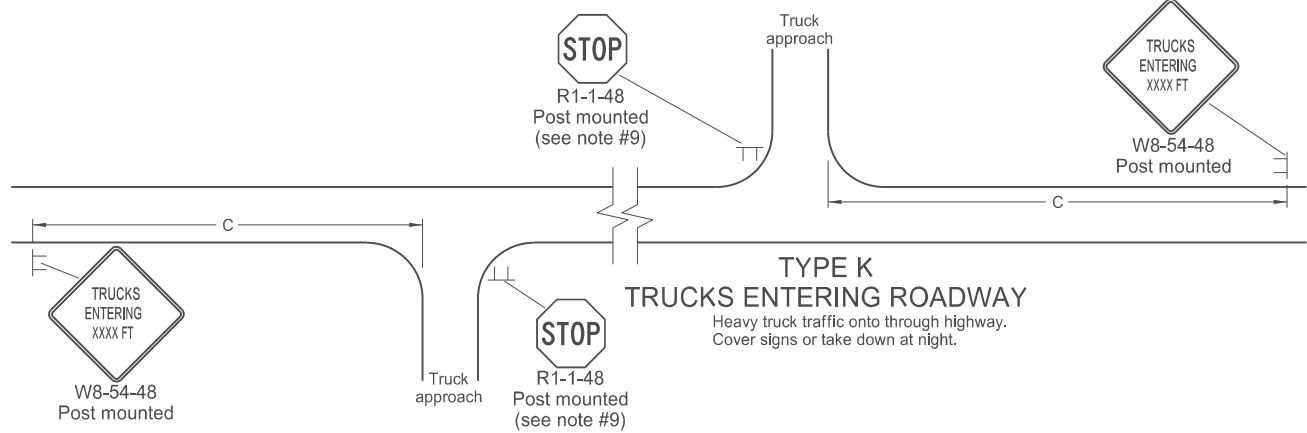 Truck
approach
STOP
R1-1-48
Post mounted
(see note #9)
TRUCKS
ENTERING
XXXX FT
W8-54-48
Post mounted
C
C
TRUCKS
ENTERING
XXXX FT
W8-54-48
Post mounted
Truck
approach
STOP
R1-1-48
Post mounted
(see note #9)
TYPE K
TRUCKS ENTERING ROADWAY
Heavy truck traffic onto through highway.
Cover signs or take down at night.